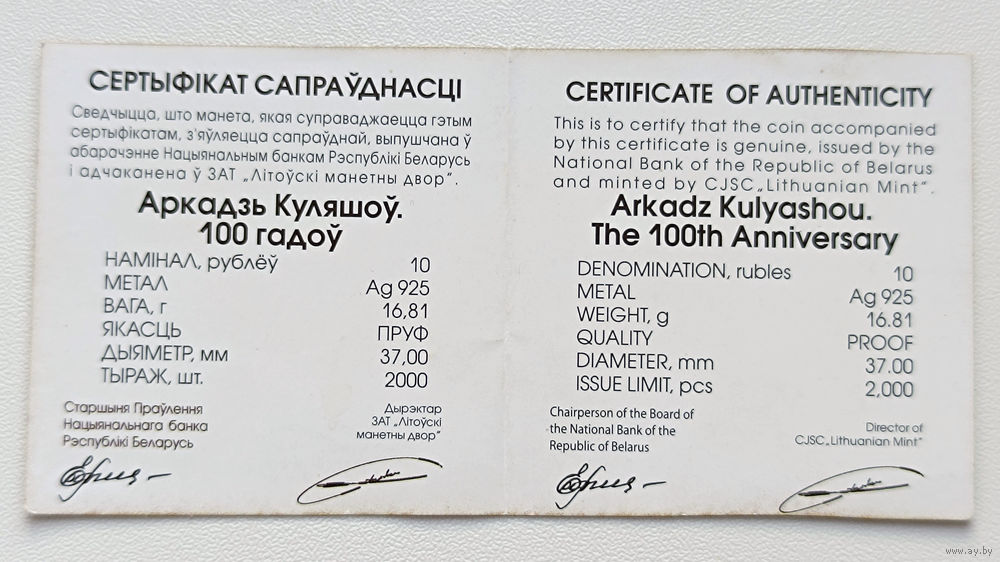 СЕРТЫФІКАТ САПРАЎДНАСЦІ
Сведчыцца, што манета, якая суправаджаецца гэтым
сертыфікатам, з'яўляецца сапраўднай, выпушчана ў
абарачэнне Нацыянальным банкам Рэспублікі Беларусь
і адчаканена ў ЗАТ „Літоўскі манетны двор".
Аркадзь Куляшоў.
100 гадоў
НАМІНАЛ, рублёў 10
МЕТАЛ Ag 925
ВАГА, г 16,81
ЯКАСЦЬ ПРУФ
ДЫЯМЕТР, мм 37,00
ТЫРАЖ, шт. 2000
Старшыня Праўлення
Нацыянальнага банка
Рэспублікі Беларусь
Дырэктар
ЗАТ „Літоўскі
манетны двор"
CERTIFICATE OF AUTHENTICITY
This is to certify that the coin accompanied
by this certificate is genuine, issued by the
National Bank of the Republic of Belarus
and minted by CJSC„Lithuanian Mint".
Arkadz Kulyashou.
The 100th Anniversary
DENOMINATION, rubles 10
METAL Ag 925
WEIGHT, g 16.81
QUALITY PROOF
DIAMETER, mm 37.00
ISSUE LIMIT, pcs 2,000
Chairperson of the Board of
the National Bank of the
Republic of Belarus
Director of
CJSC„Lithuanian Mint"
www.ay.by